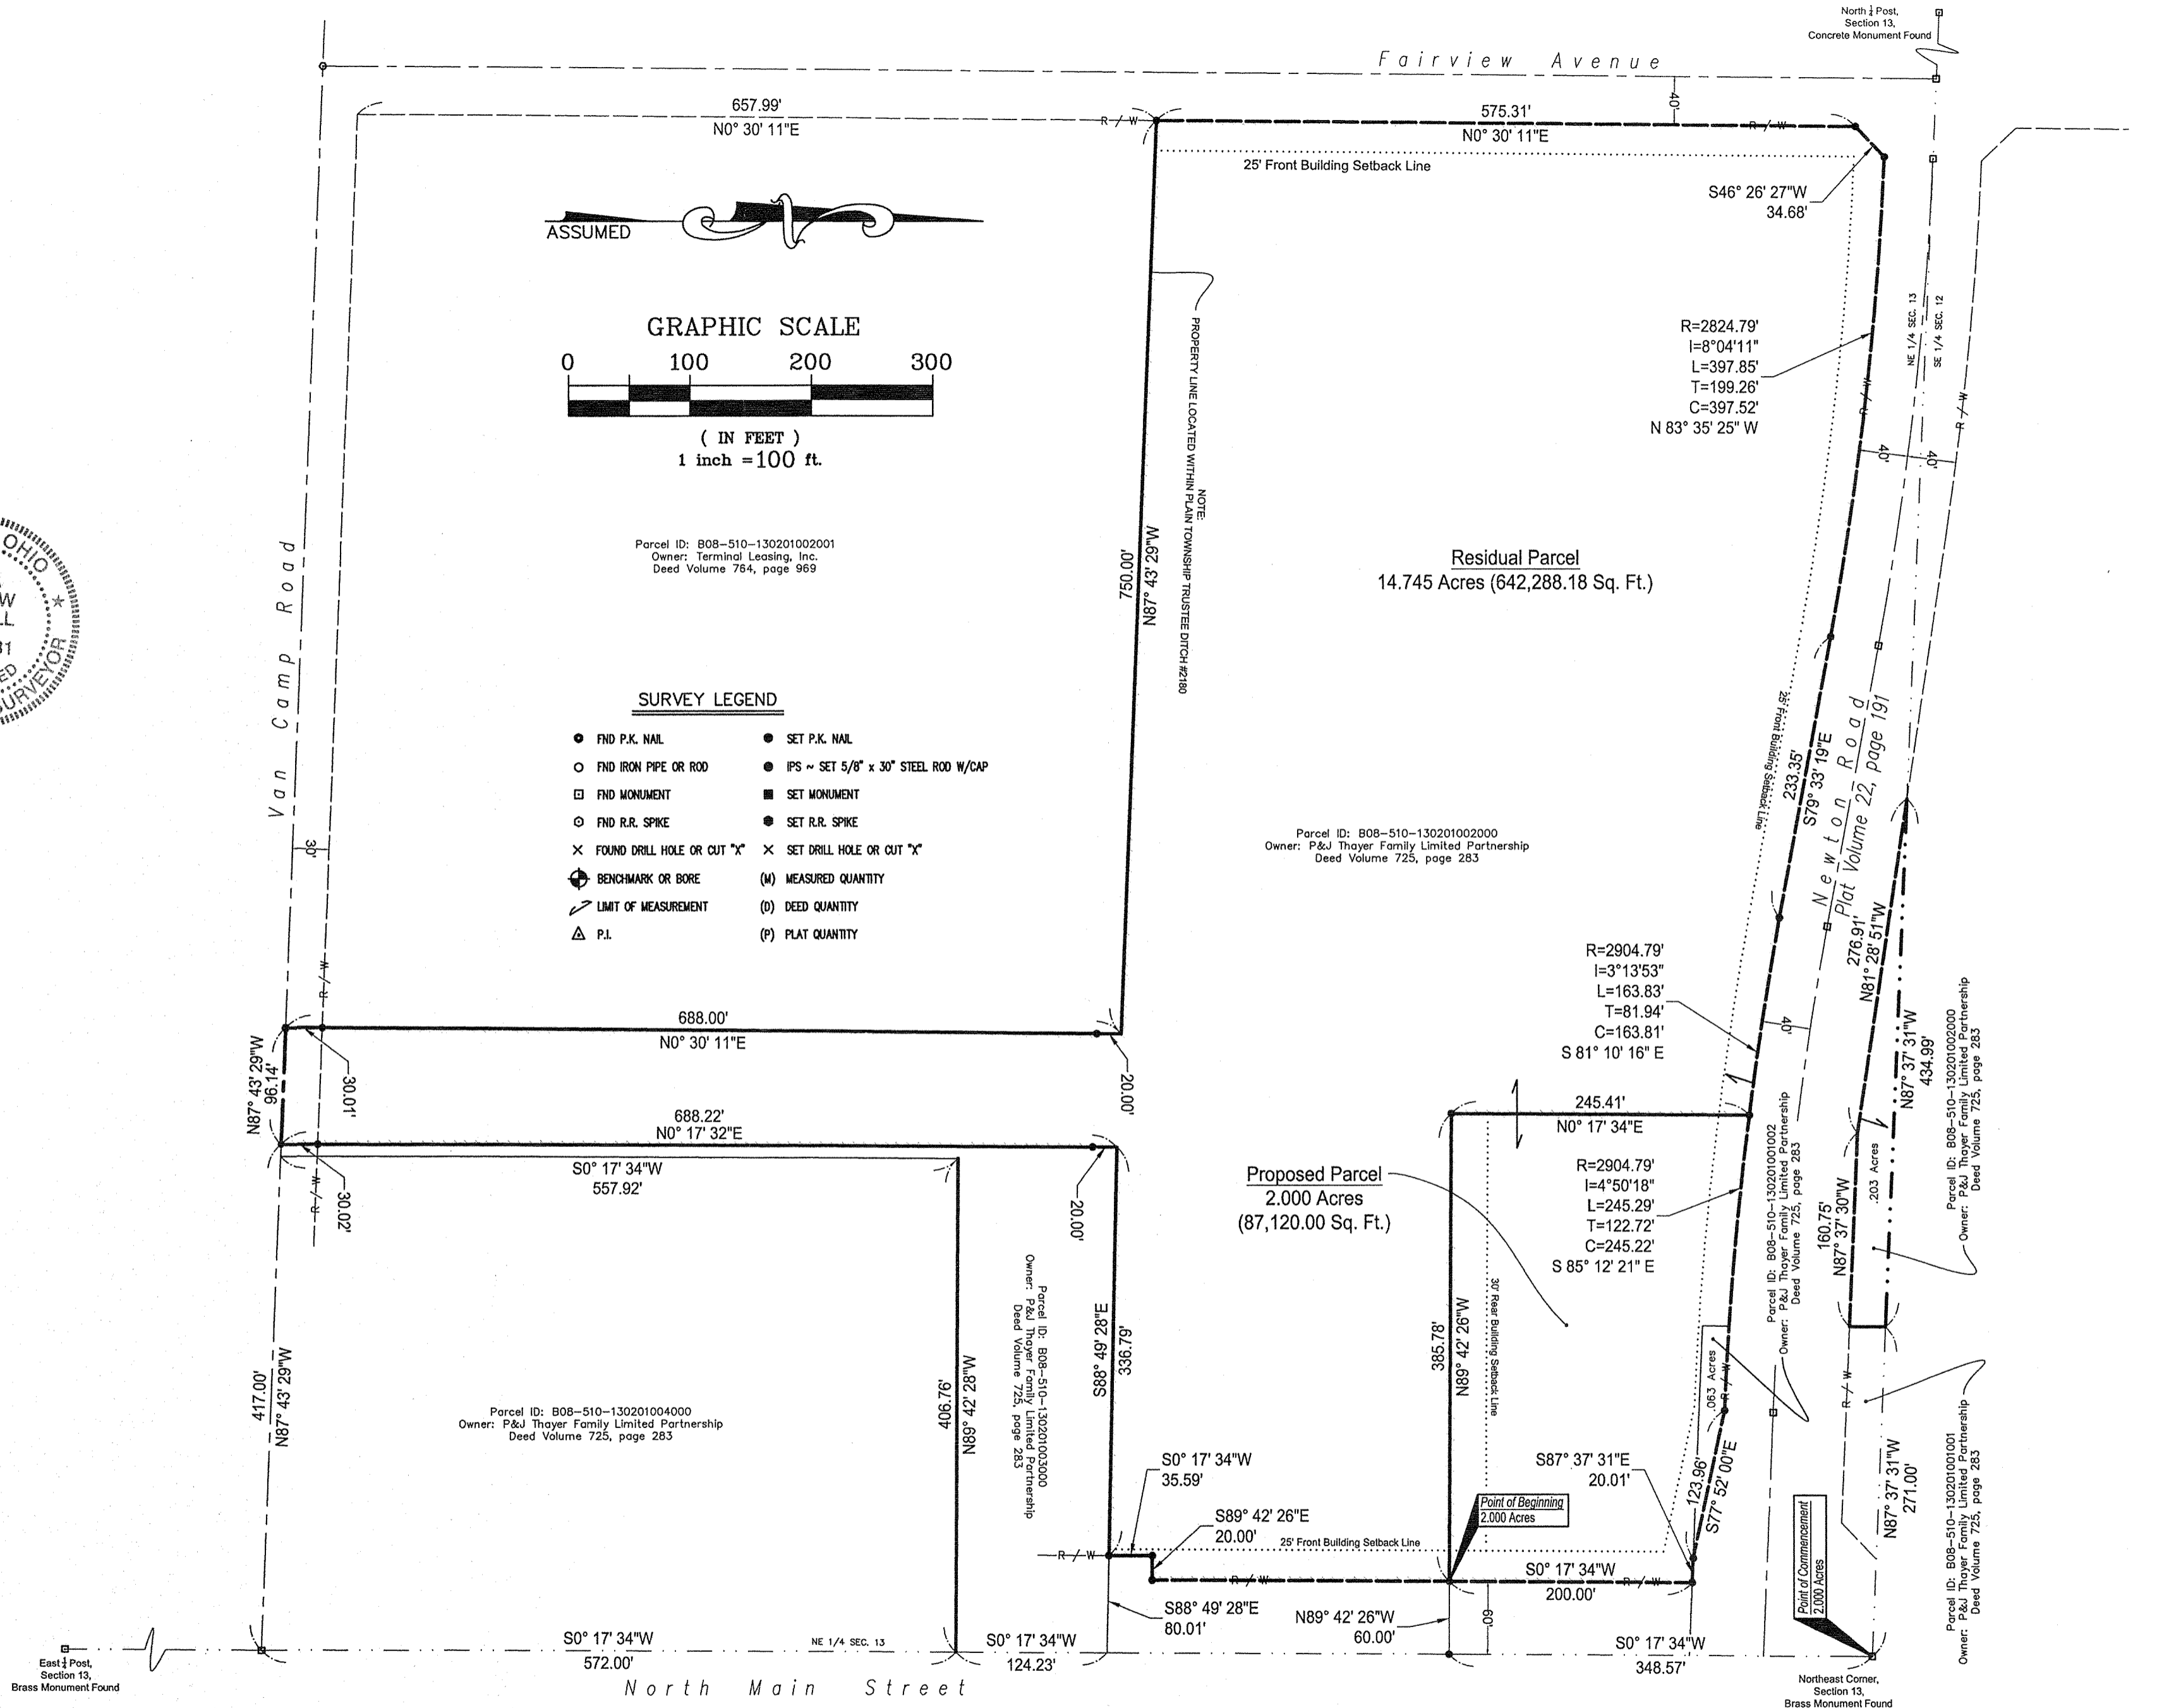 North ¼ Post,
Section 13,
Concrete Monument Found
Fairview Avenue
657.99'
N0° 30' 11"E
R / W
575.31'
N0° 30' 11"E
R / W
40'
25' Front Building Setback Line
S46° 26' 27"W
34.68'
ASSUMED
GRAPHIC SCALE
0 100 200 300
( IN FEET )
1 inch =100 ft.
Parcel ID: B08-510-130201002001
Owner: Terminal Leasing, Inc.
Deed Volume 764, page 969
OHIO
SURVEYOR
Van Camp Road
30'
R / W
750.00'
N87° 43' 29"W
NOTE:
PROPERTY LINE LOCATED WITHIN PLAIN TOWNSHIP TRUSTEE DITCH #2180
R=2824.79'
I=8°04'11"
L=397.85'
T=199.26'
C=397.52'
N 83° 35' 25" W
R / W
NE 1/4 SEC. 13
SE 1/4 SEC. 12
R / W
40'
40'
Residual Parcel
14.745 Acres (642,288.18 Sq. Ft.)
SURVEY LEGEND
FND P.K. NAIL
SET P.K. NAIL
FND IRON PIPE OR ROD
IPS ~ SET 5/8" x 30" STEEL ROD W/CAP
FND MONUMENT
SET MONUMENT
FND R.R. SPIKE
SET R.R. SPIKE
FOUND DRILL HOLE OR CUT "X"
SET DRILL HOLE OR CUT "X"
BENCHMARK OR BORE
(M) MEASURED QUANTITY
LIMIT OF MEASUREMENT
(D) DEED QUANTITY
P.I.
(P) PLAT QUANTITY
Parcel ID: B08-510-130201002000
Owner: P&J Thayer Family Limited Partnership
Deed Volume 725, page 283
25' Front Building Setback Line
233.35'
S79° 33' 19"E
Newton Road
Plat Volume 22, page 191
276.91'
N81° 28' 51"W
N87° 37' 31"W
434.99'
Parcel ID: B08-510-130201002000
Owner: P&J Thayer Family Limited Partnership
Deed Volume 725, page 283
R=2904.79'
I=3°13'53"
L=163.83'
T=81.94'
C=163.81'
S 81° 10' 16" E
40'
688.00'
N0° 30' 11"E
20.00'
30.01'
N87° 43' 29"W
96.14'
688.22'
N0° 17' 32"E
20.00'
30.02'
R / W
S0° 17' 34"W
557.92'
245.41'
N0° 17' 34"E
R=2904.79'
I=4°50'18"
L=245.29'
T=122.72'
C=245.22'
S 85° 12' 21" E
Proposed Parcel
2.000 Acres
(87,120.00 Sq. Ft.)
Parcel ID: B08-510-130201001002
Owner: P&J Thayer Family Limited Partnership
Deed Volume 725, page 283
.203 Acres
160.75'
N87° 37' 30"W
Parcel ID: B08-510-130201003000
Owner: P&J Thayer Family Limited Partnership
Deed Volume 725, page 283
S88° 49' 28"E
336.79'
385.78'
N89° 42' 26"W
30' Rear Building Setback Line
.063 Acres
R / W
R / W
417.00'
N87° 43' 29"W
Parcel ID: B08-510-130201004000
Owner: P&J Thayer Family Limited Partnership
Deed Volume 725, page 283
406.76'
N89° 42' 28"W
S0° 17' 34"W
35.59'
S89° 42' 26"E
20.00'
25' Front Building Setback Line
Point of Beginning
2.000 Acres
S87° 37' 31"E
20.01'
123.96'
S77° 52' 00"E
N87° 37' 31"W
271.00'
Parcel ID: B08-510-130201001001
Owner: P&J Thayer Family Limited Partnership
Deed Volume 725, page 283
Point of Commencement
2.000 Acres
R / W
R / W
S0° 17' 34"W
R / W
200.00'
S88° 49' 28"E
80.01'
N89° 42' 26"W
60.00'
60'
S0° 17' 34"W
572.00'
NE 1/4 SEC. 13
S0° 17' 34"W
124.23'
S0° 17' 34"W
348.57'
East ¼ Post,
Section 13,
Brass Monument Found
North Main Street
Northeast Corner,
Section 13,
Brass Monument Found